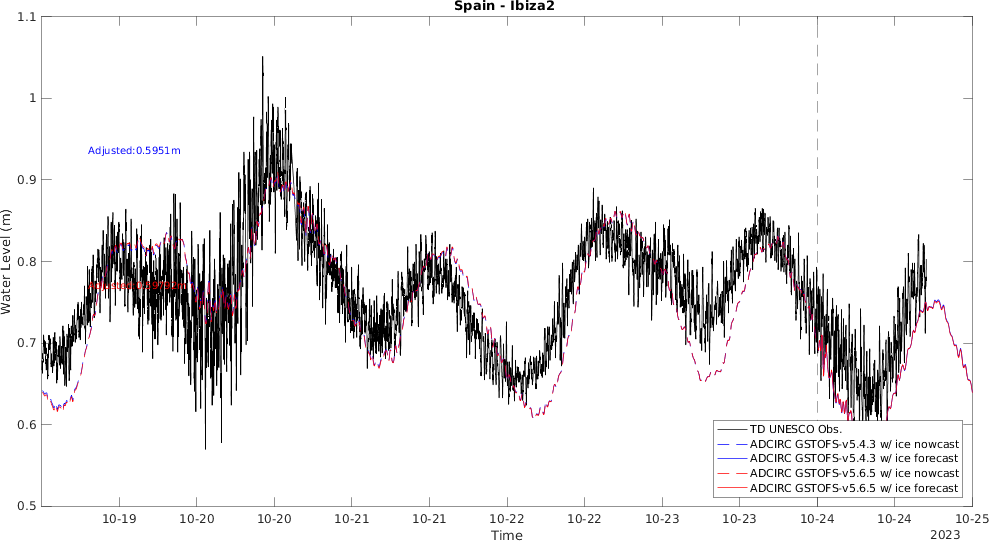 Spain - Ibiza2
1.1
1
0.9
0.8
0.7
0.6
0.5
Water Level (m)
Adjusted:0.5951m
TD UNESCO Obs.
ADCIRC GSTOFS-v5.4.3 w/ ice nowcast
ADCIRC GSTOFS-v5.4.3 w/ ice forecast
ADCIRC GSTOFS-v5.6.5 w/ ice nowcast
ADCIRC GSTOFS-v5.6.5 w/ ice forecast
10-19 10-20 10-20 10-21 10-21 10-22 10-22 10-23 10-23 10-24 10-24 10-25
Time
2023